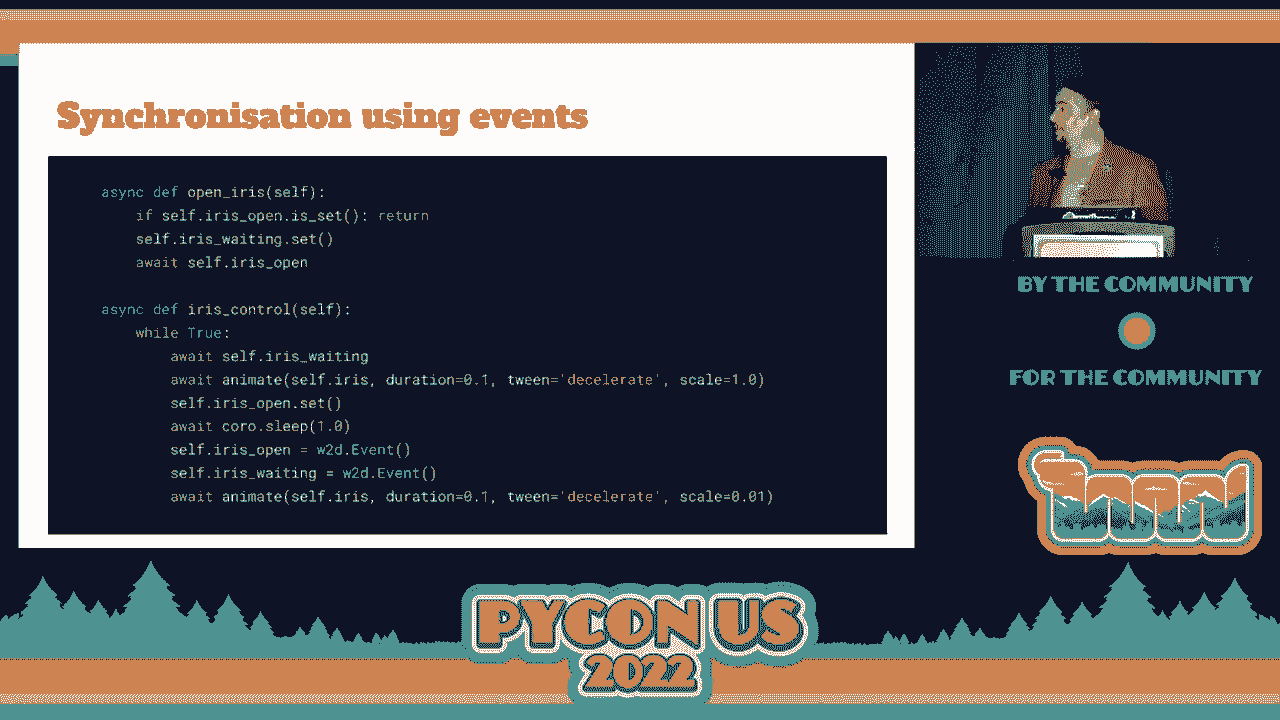 Synchronisation using events
async def open_iris(self):
if self.iris_open.is_set(): return
self.iris_waiting.set()
await self.iris_open
async def iris_control(self):
while True:
await self.iris_waiting
await animate(self.iris, duration=0.1, tween='decelerate', scale=1.0)
self.iris_open.set()
await coro.sleep(1.0)
self.iris_open = w2d.Event()
self.iris_waiting = w2d.Event()
await animate(self.iris, duration=0.1, tween='decelerate', scale=0.01)
BY THE COMMUNITY
FOR THE COMMUNITY
PYCON US
2022